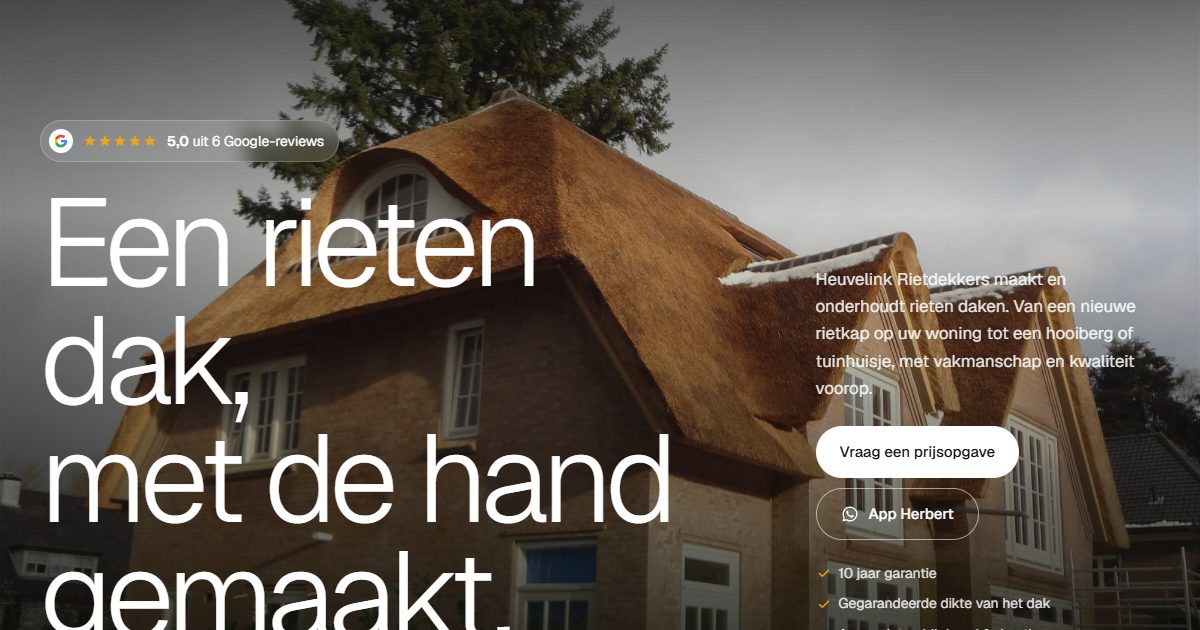 5,0 uit 6 Google-reviews
Een rieten
dak,
met de hand
gemaakt.
Heuvelink Rietdekkers maakt en
onderhoudt rieten daken. Van een nieuwe
rietkap op uw woning tot een hooiberg of
tuinhuisje, met vakmanschap en kwaliteit
voorop.
Vraag een prijsopgave
App Herbert
10 jaar garantie
Gegarandeerde dikte van het dak